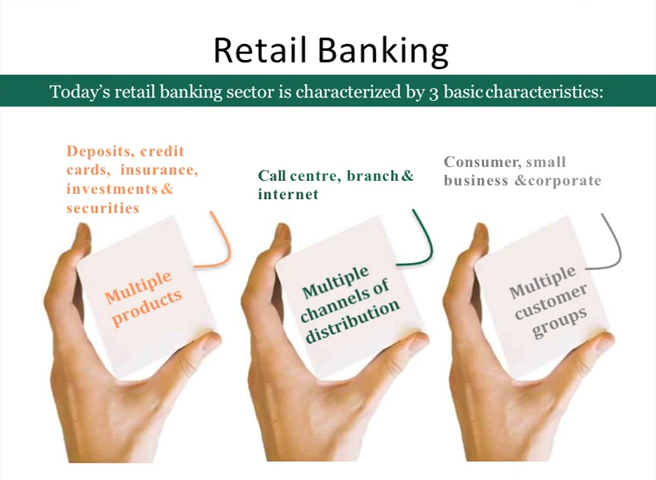 Retail Banking
Today's retail banking sector is characterized by 3 basic characteristics:
Deposits, credit
cards, insurance,
investments &
securities
Call centre, branch &
internet
Consumer, small
business &corporate
Multiple
products
Multiple
channels of
distribution
Multiple
customer
groups